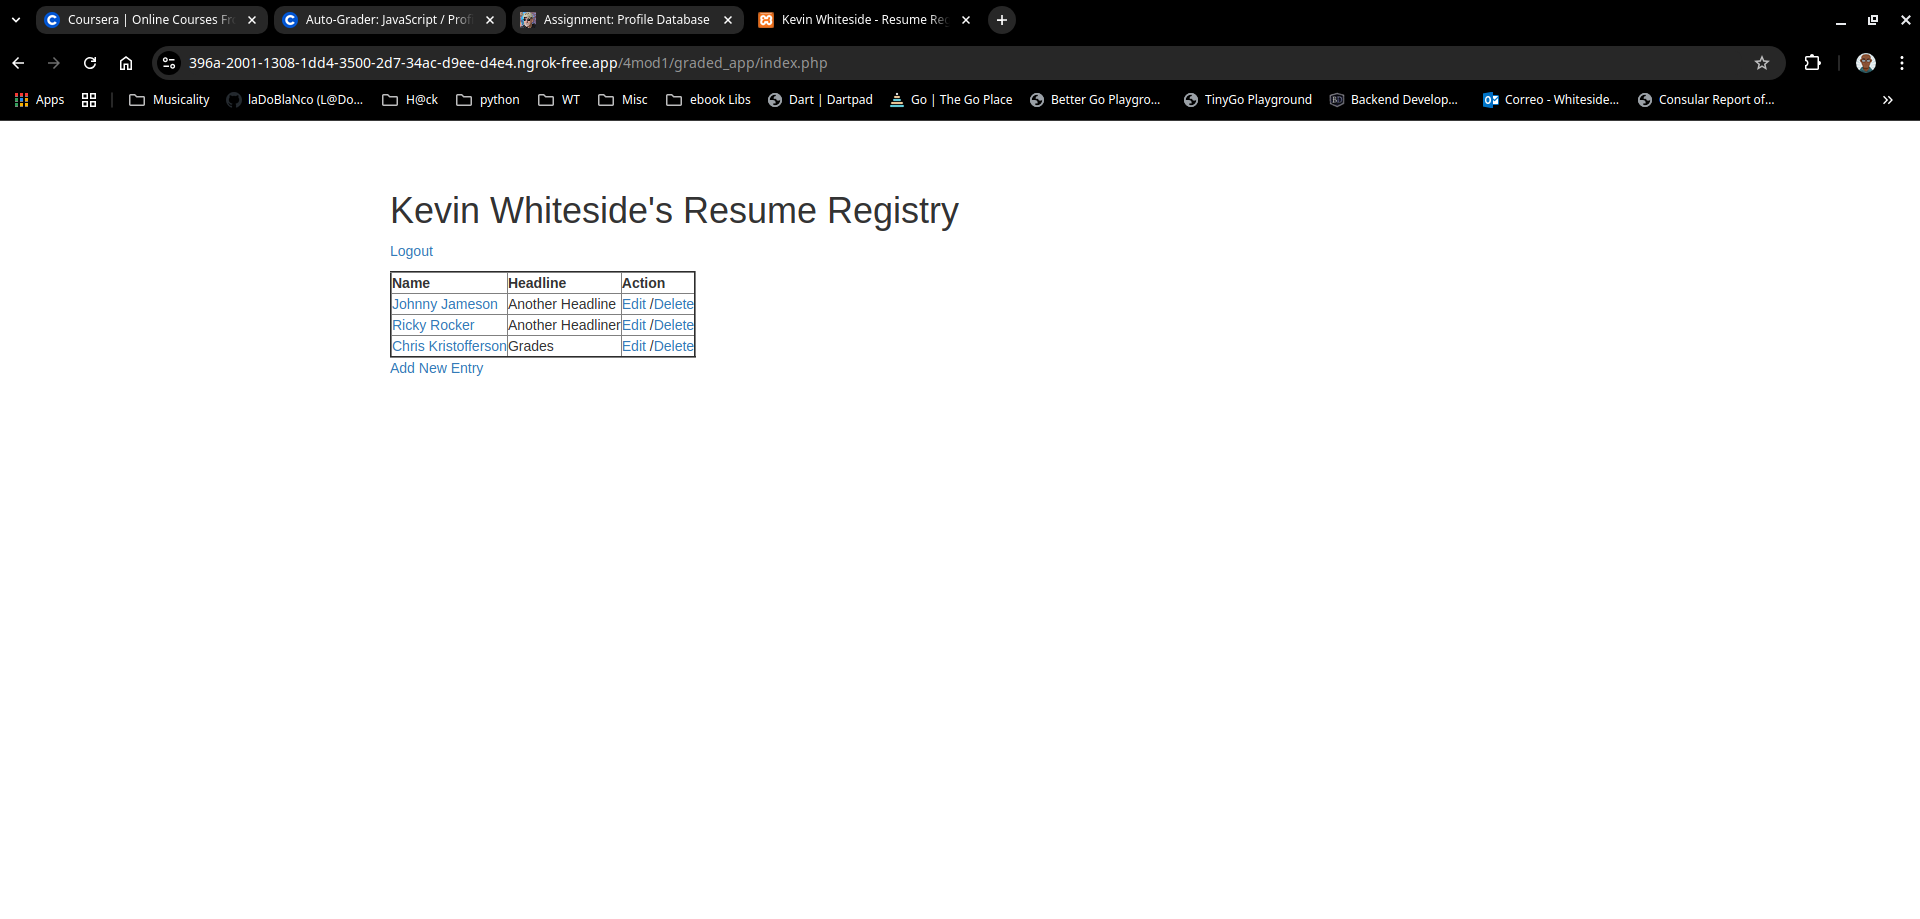 Coursera | Online Courses Fr
Auto-Grader: JavaScript / Prof
Assignment: Profile Database
Kevin Whiteside - Resume Reg
396a-2001-1308-1dd4-3500-2d7-34ac-d9ee-d4e4.ngrok-free.app/4mod1/graded_app/index.php
Apps Musicality laDoBlaNco (L@Do... H@ck python WT Misc ebook Libs Dart | Dartpad Go | The Go Place Better Go Playgro... TinyGo Playground Backend Develop... Correo - Whiteside... Consular Report of...
Kevin Whiteside's Resume Registry
Logout
Name Headline Action
Johnny Jameson Another Headline Edit /Delete
Ricky Rocker Another Headliner Edit /Delete
Chris Kristofferson Grades Edit /Delete
Add New Entry